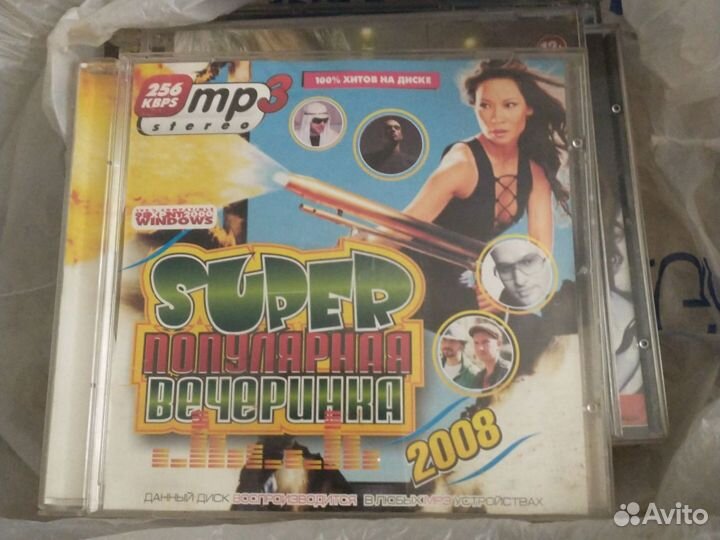 256 KBPS
mp3
stereo
100% ХИТОВ НА ДИСКЕ
WINDOWS
SUPER
ПОПУЛЯРНАЯ
ВЕЧЕРИНКА
2008
ДАННЫЙ ДИСК ВОСПРОИЗВОДИТСЯ В ЛЮБЫХ MP3 УСТРОЙСТВАХ
Avito